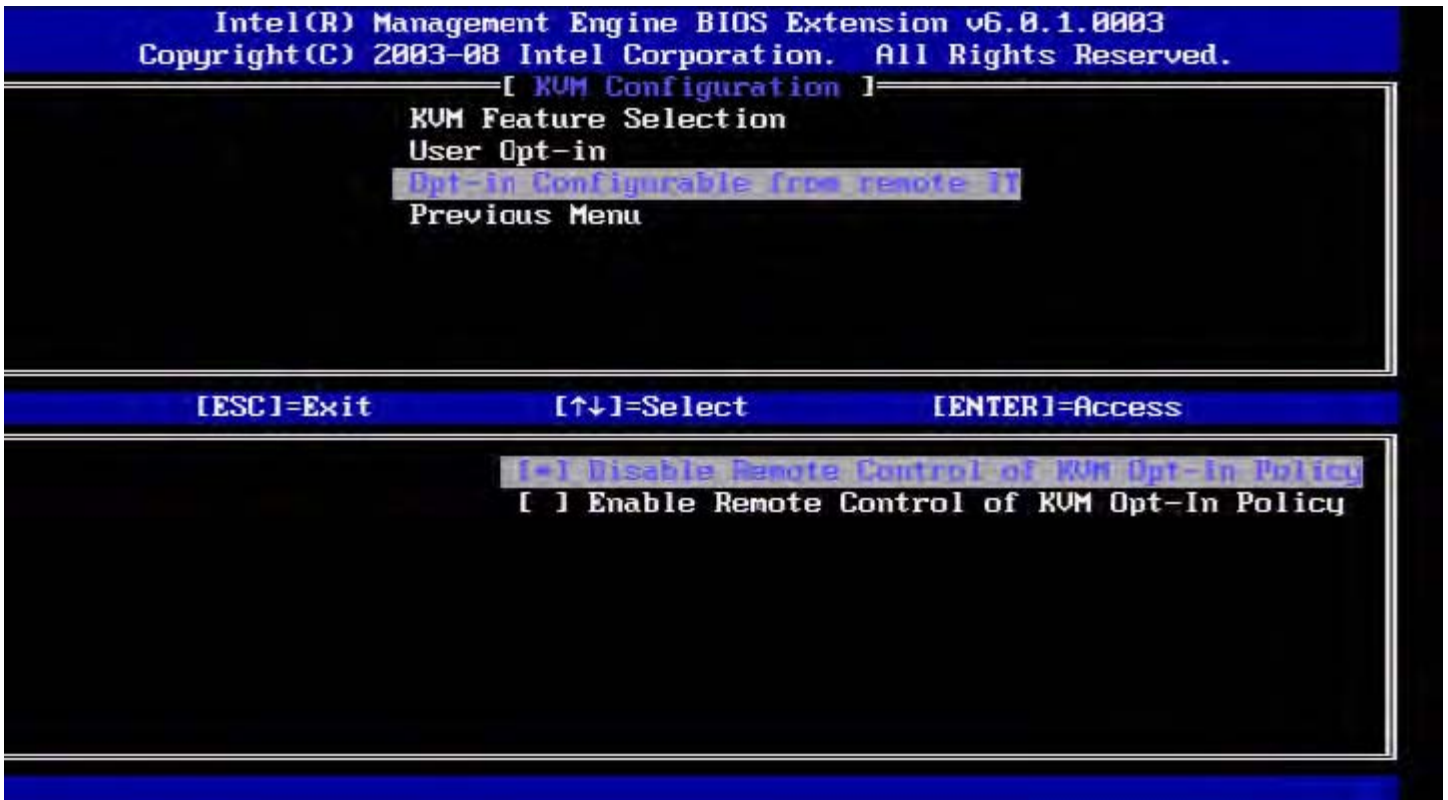 Intel(R) Management Engine BIOS Extension v6.0.1.0003
Copyright(C) 2003-08 Intel Corporation. All Rights Reserved.
[ KVM Configuration ]
KVM Feature Selection
User Opt-in
Opt-in Configurable from remote IT
Previous Menu
[ESC]=Exit [↑↓]=Select [ENTER]=Access
[*] Disable Remote Control of KVM Opt-In Policy
[ ] Enable Remote Control of KVM Opt-In Policy